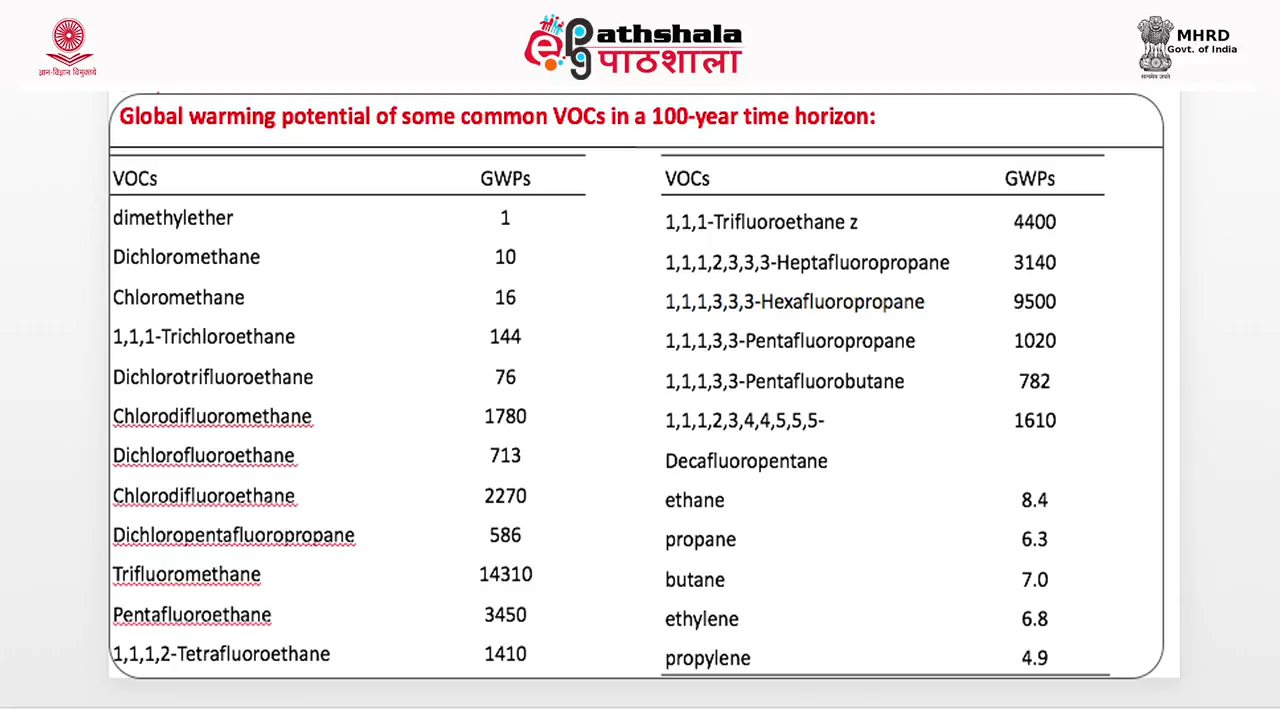 ज्ञान-विज्ञान विमुक्तये
ePathshala
पाठशाला
MHRD
Govt. of India
सत्यमेव जयते
Global warming potential of some common VOCs in a 100-year time horizon:
VOCs GWPs
dimethylether 1
Dichloromethane 10
Chloromethane 16
1,1,1-Trichloroethane 144
Dichlorotrifluoroethane 76
Chlorodifluoromethane 1780
Dichlorofluoroethane 713
Chlorodifluoroethane 2270
Dichloropentafluoropropane 586
Trifluoromethane 14310
Pentafluoroethane 3450
1,1,1,2-Tetrafluoroethane 1410
VOCs GWPs
1,1,1-Trifluoroethane z 4400
1,1,1,2,3,3,3-Heptafluoropropane 3140
1,1,1,3,3,3-Hexafluoropropane 9500
1,1,1,3,3-Pentafluoropropane 1020
1,1,1,3,3-Pentafluorobutane 782
1,1,1,2,3,4,4,5,5,5- 1610
Decafluoropentane
ethane 8.4
propane 6.3
butane 7.0
ethylene 6.8
propylene 4.9